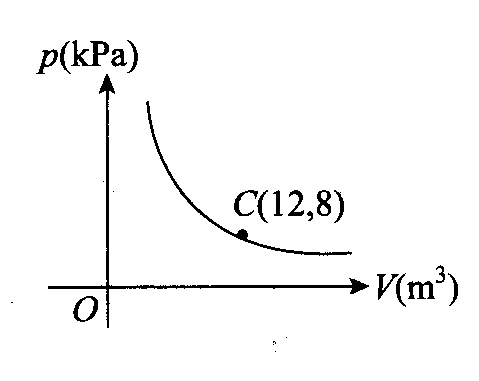 p(kPa)
C(12,8)
V(m³)
O